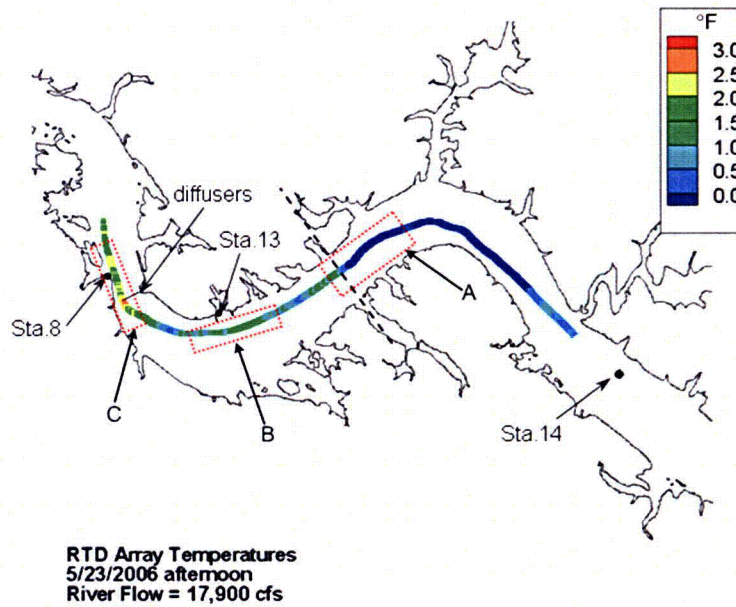 °F
3.0
2.5
2.0
1.5
1.0
0.5
0.0
diffusers
Sta.13
A
Sta.8
C
B
Sta.14
RTD Array Temperatures
5/23/2006 afternoon
River Flow = 17,900 cfs